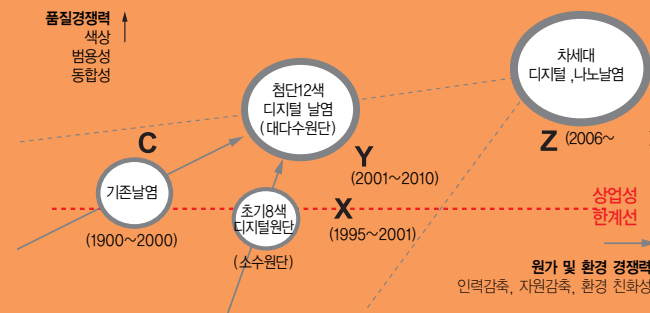 품질경쟁력
색상
범용성
동합성
차세대
디지털 ,나노날염
첨단12색
디지털 날염
(대다수원단)
C
Y
(2001~2010)
Z (2006~
기존날염
(1900~2000)
초기8색
디지털원단
(소수원단)
X
(1995~2001)
상업성
한계선
원가 및 환경 경쟁력
인력감축, 자원감축, 환경 친화성